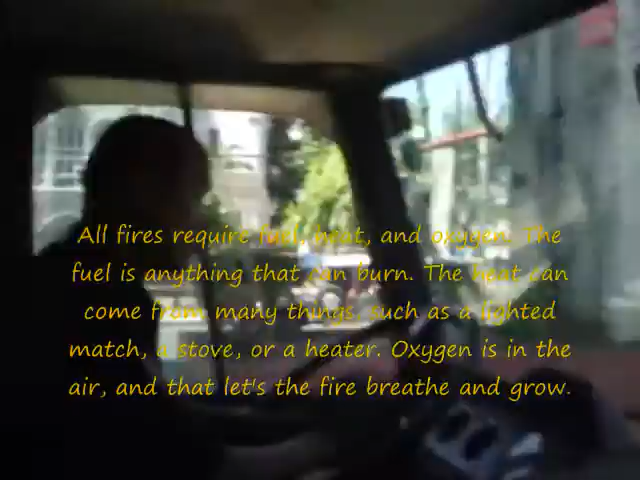 All fires require fuel, heat, and oxygen. The
fuel is anything that can burn. The heat can
come from many things, such as a lighted
match, a stove, or a heater. Oxygen is in the
air, and that let's the fire breathe and grow.